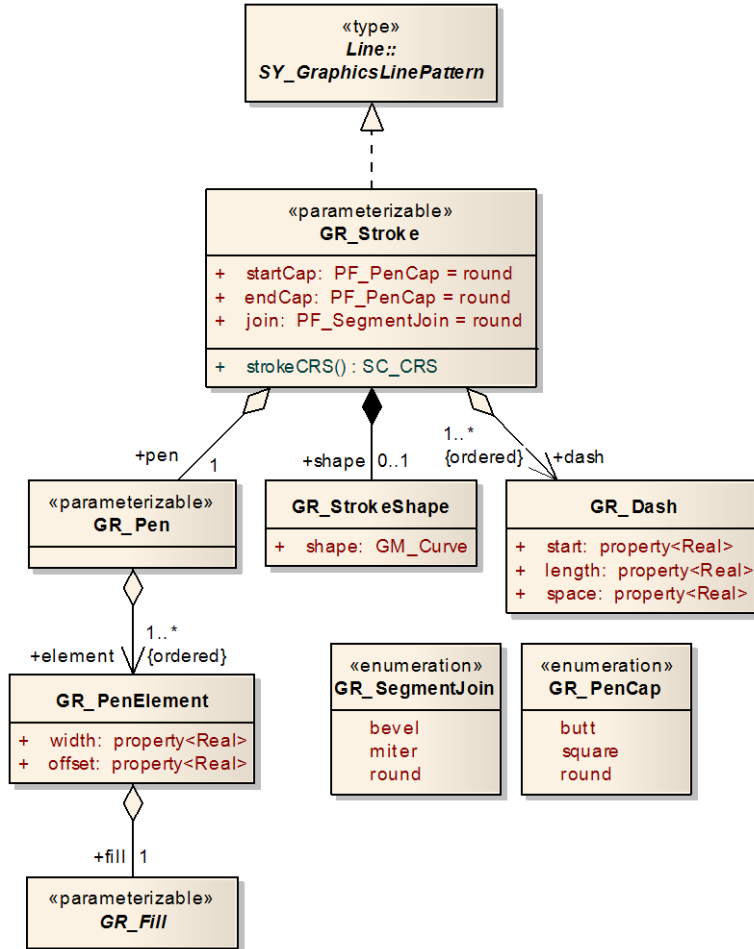 «type»
Line::
SY_GraphicsLinePattern
«parameterizable»
GR_Stroke
+ startCap: PF_PenCap = round
+ endCap: PF_PenCap = round
+ join: PF_SegmentJoin = round
+ strokeCRS() : SC_CRS
+pen
1
+shape
0..1
1..*
{ordered}
+dash
«parameterizable»
GR_Pen
GR_StrokeShape
+ shape: GM_Curve
GR_Dash
+ start: property<Real>
+ length: property<Real>
+ space: property<Real>
+element
1..*
{ordered}
GR_PenElement
+ width: property<Real>
+ offset: property<Real>
«enumeration»
GR_SegmentJoin
bevel
miter
round
«enumeration»
GR_PenCap
butt
square
round
+fill
1
«parameterizable»
GR_Fill